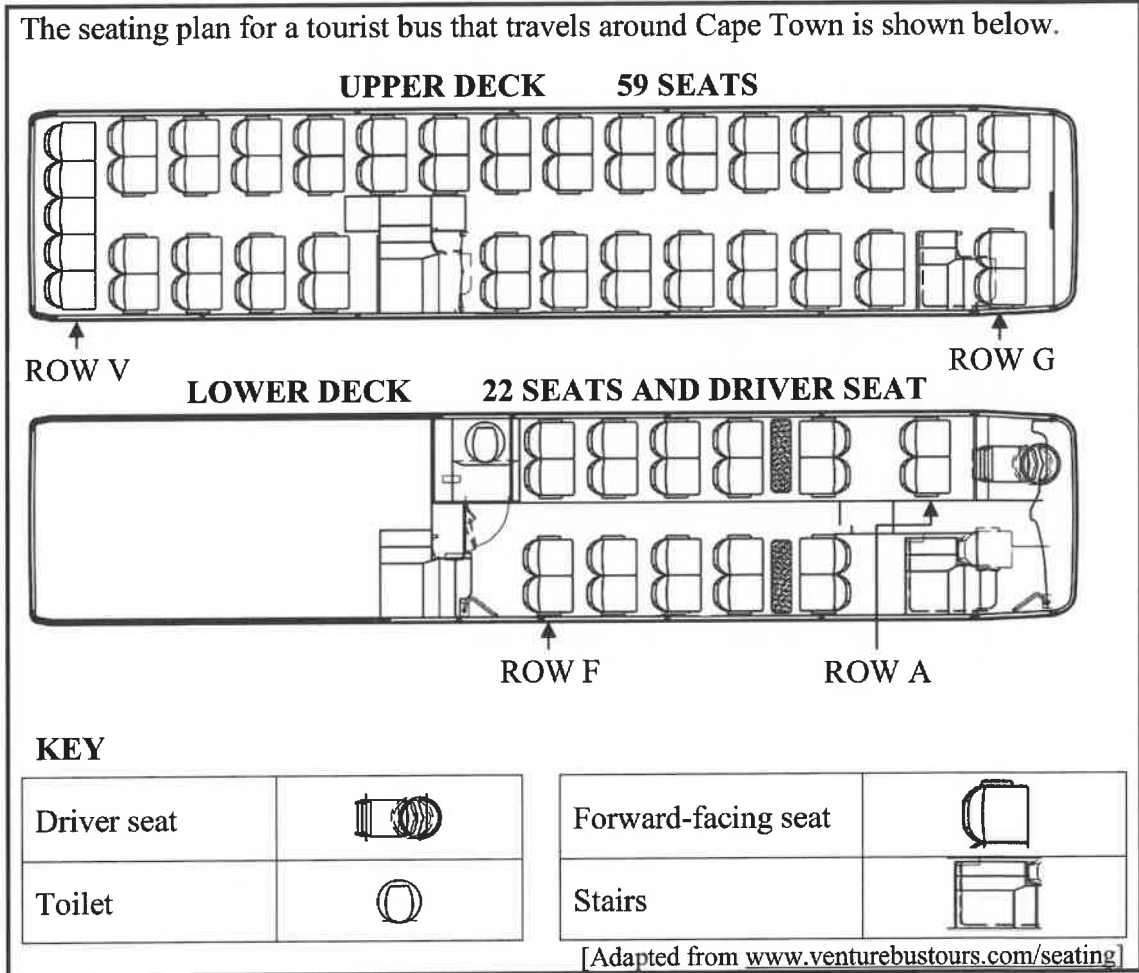 The seating plan for a tourist bus that travels around Cape Town is shown below.
UPPER DECK 59 SEATS
ROW V
ROW G
LOWER DECK 22 SEATS AND DRIVER SEAT
ROW F
ROW A
KEY
Driver seat
Forward-facing seat
Toilet
Stairs
[Adapted from www.venturebustours.com/seating]